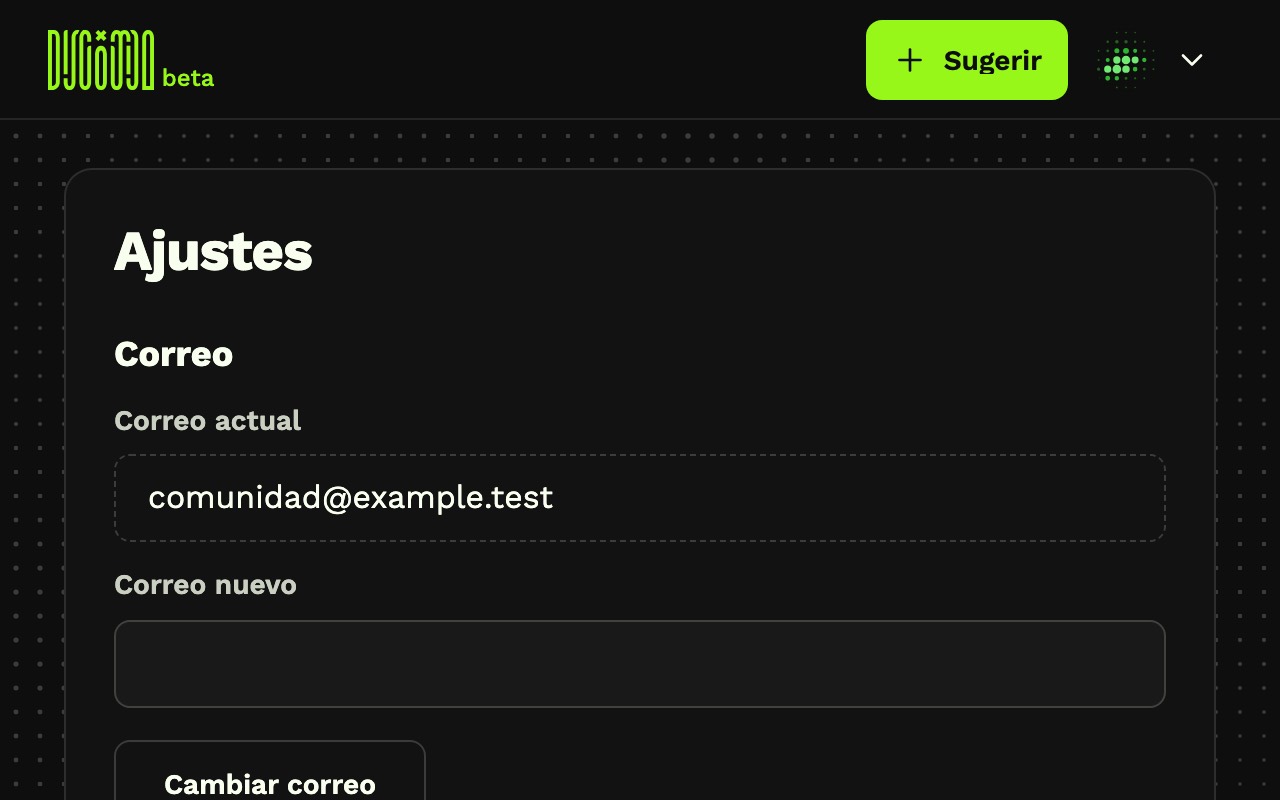 beta
Sugerir
Ajustes
Correo
Correo actual
comunidad@example.test
Correo nuevo
Cambiar correo